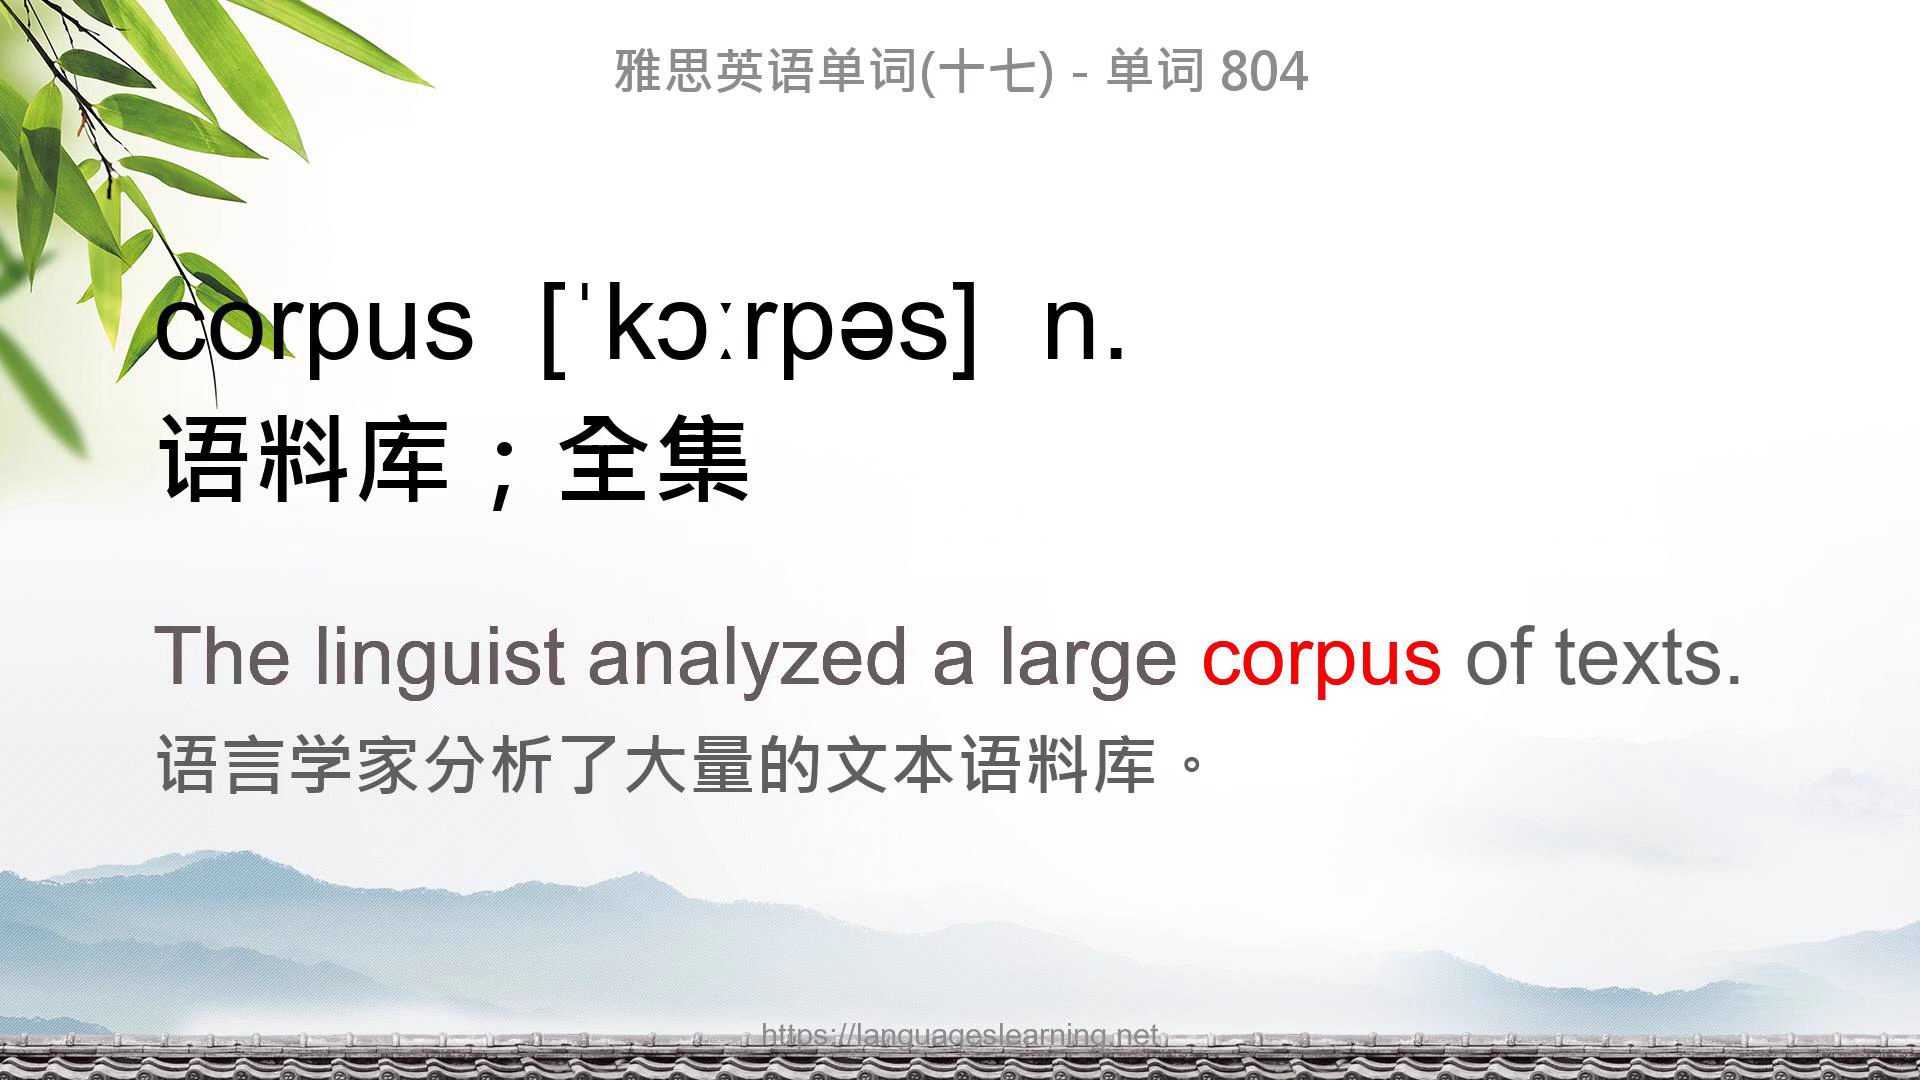 雅思英语单词(十七) - 单词 804
corpus [ˈkɔːrpəs] n.
语料库；全集
The linguist analyzed a large corpus of texts.
语言学家分析了大量的文本语料库。
https://languageslearning.net